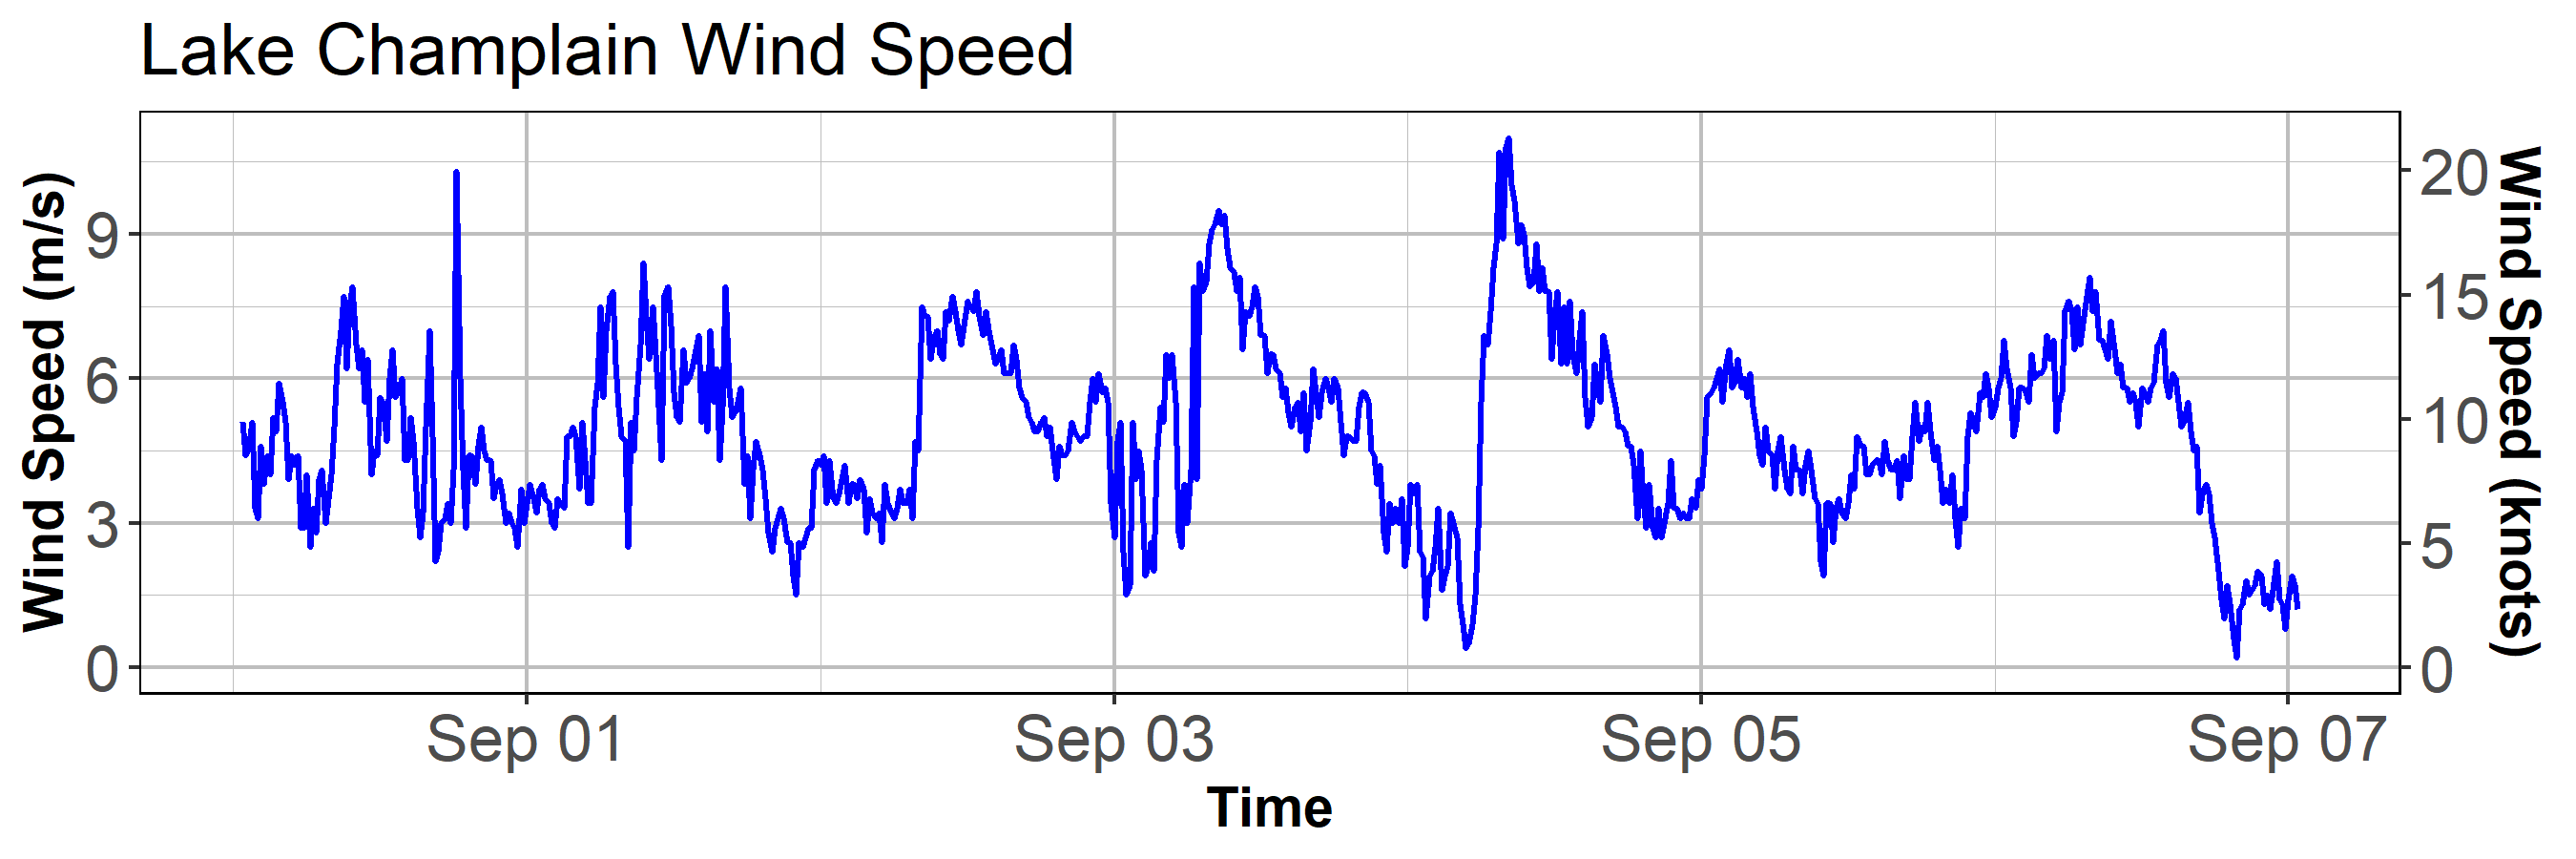 Lake Champlain Wind Speed
Wind Speed (m/s)
9
6
3
0
20
15
10
5
0
Wind Speed (knots)
Sep 01
Sep 03
Sep 05
Sep 07
Time